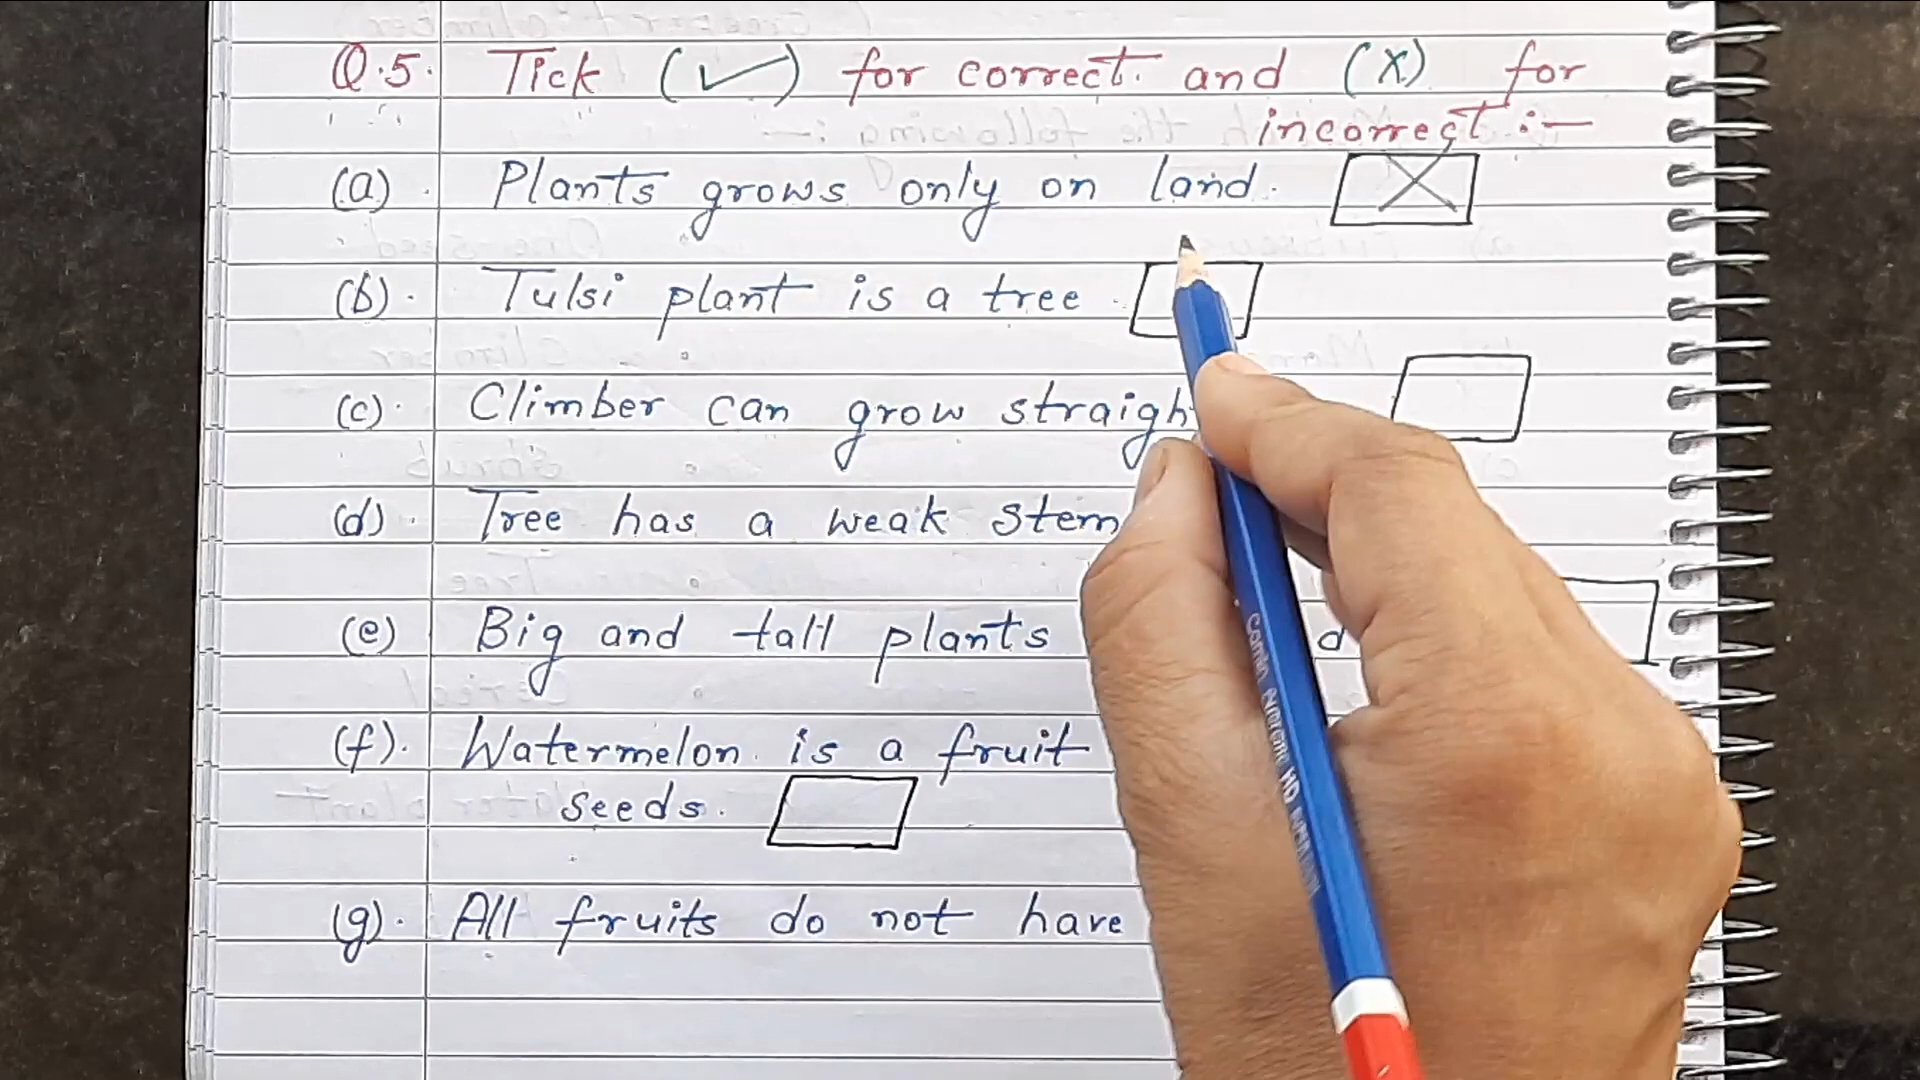 Q.5. Tick (✓) for correct. and (X) for
incorrect :-
(a). Plants grows only on land.
(b). Tulsi plant is a tree.
(c). Climber can grow straight
(d). Tree has a weak stem
(e) Big and tall plants
(f). Watermelon is a fruit
seeds.
(g). All fruits do not have